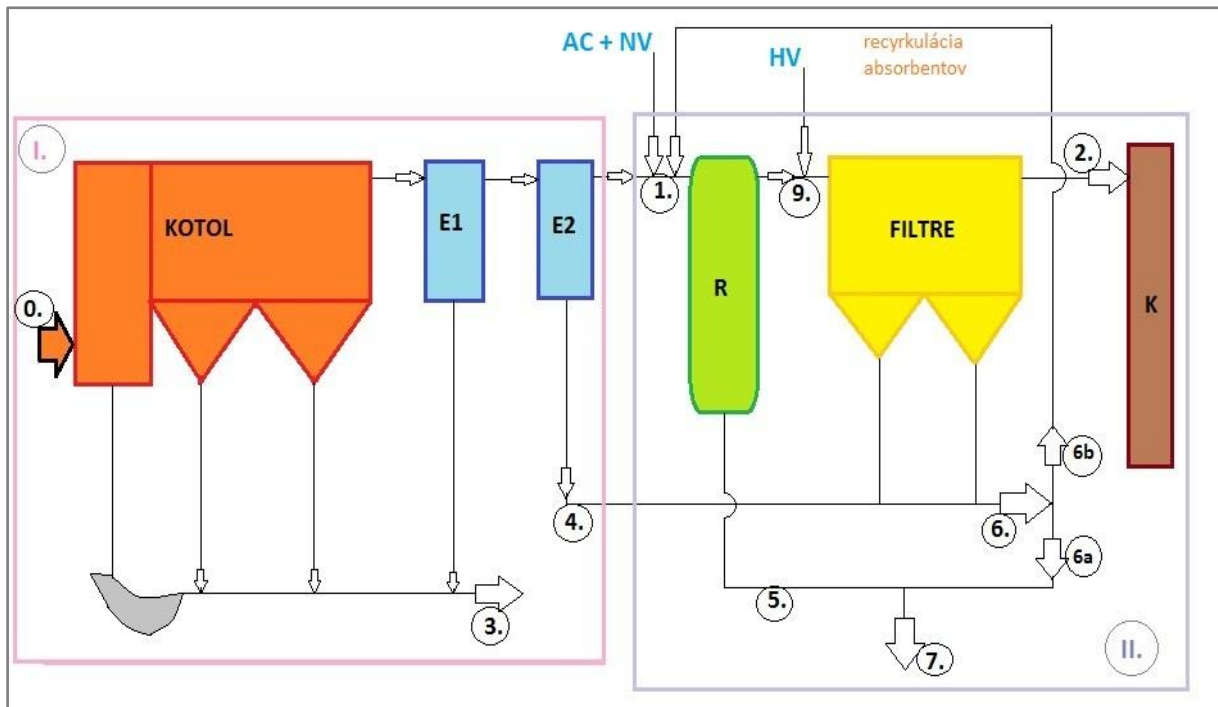 AC + NV
HV
recyrkulácia
absorbentov
I.
2.
1.
9.
KOTOL
E1
E2
R
FILTRE
K
0.
6b
4.
6.
6a
3.
5.
7.
II.